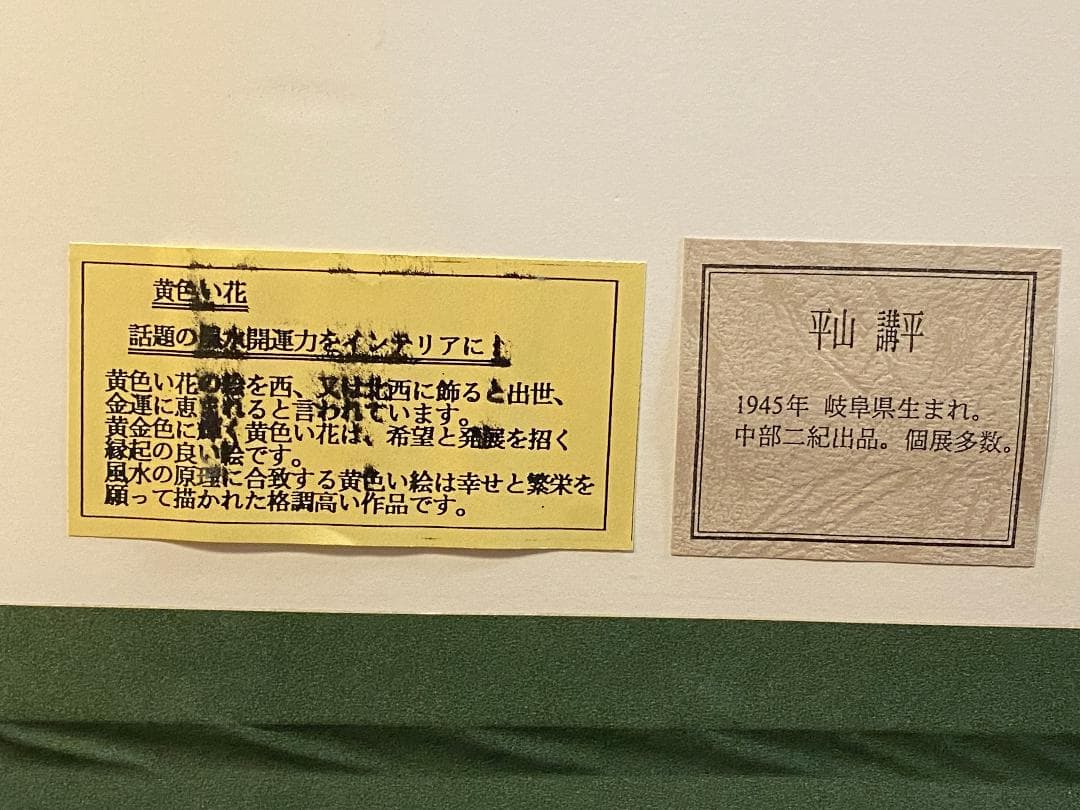 黄色い花
話題の風水開運力をインテリアに！
黄色い花の絵を西、又は北西に飾ると出世、
金運に恵まれると言われています。
黄金色に輝く黄色い花は、希望と発展を招く
縁起の良い絵です。
風水の原理に合致する黄色い絵は幸せと繁栄を
願って描かれた格調高い作品です。
平山 講平
1945年 岐阜県生まれ。
中部二紀出品。個展多数。